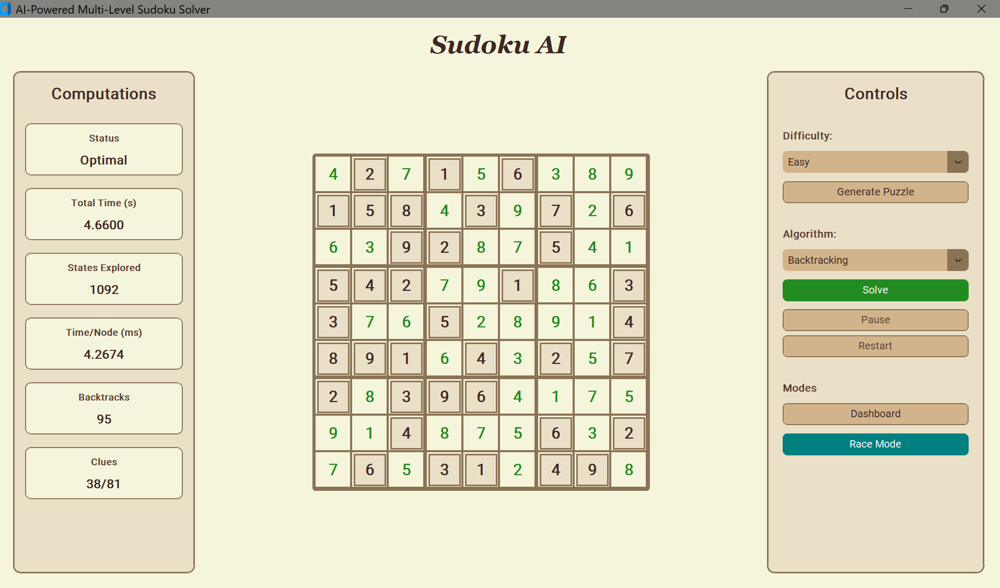 AI-Powered Multi-Level Sudoku Solver
Sudoku AI
Computations
Status
Optimal
Total Time (s)
4.6600
States Explored
1092
Time/Node (ms)
4.2674
Backtracks
95
Clues
38/81
4 2 7 1 5 6 3 8 9
1 5 8 4 3 9 7 2 6
6 3 9 2 8 7 5 4 1
5 4 2 7 9 1 8 6 3
3 7 6 5 2 8 9 1 4
8 9 1 6 4 3 2 5 7
2 8 3 9 6 4 1 7 5
9 1 4 8 7 5 6 3 2
7 6 5 3 1 2 4 9 8
Controls
Difficulty:
Easy
Generate Puzzle
Algorithm:
Backtracking
Solve
Pause
Restart
Modes
Dashboard
Race Mode